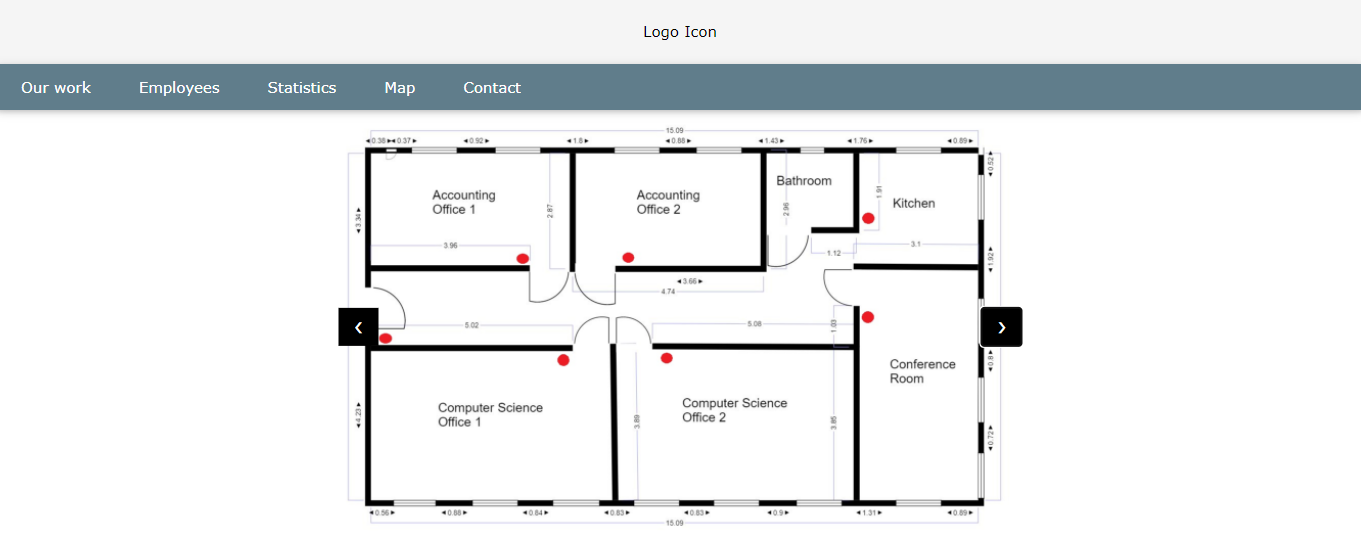 Logo Icon
Our work Employees Statistics Map Contact
15.09
0.38 0.37 0.92 1.8 0.88 1.43 1.76 0.89
0.52
Accounting
Office 1
2.87
3.96
3.34
Accounting
Office 2
Bathroom
2.96
1.91
Kitchen
3.1
1.12
1.92
3.66
4.74
5.02
5.08
1.03
‹
›
0.8
Computer Science
Office 1
4.23
3.89
Computer Science
Office 2
3.85
Conference
Room
0.72
0.56 0.88 0.84 0.83 0.83 0.9 1.31 0.89
15.09